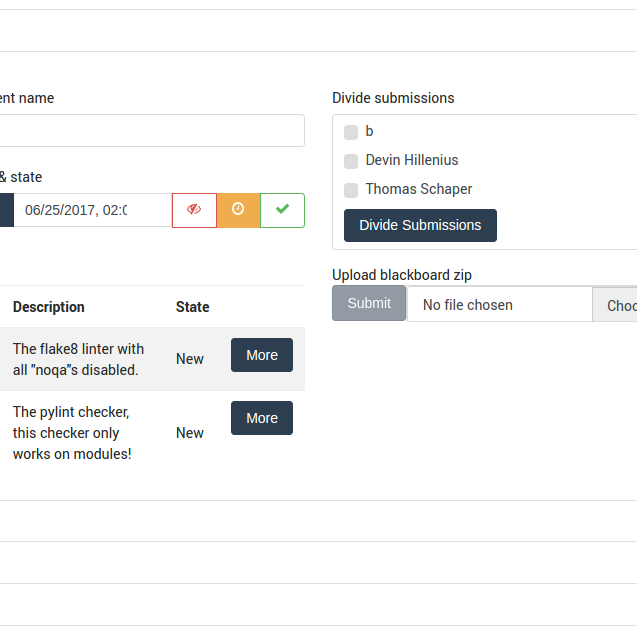 ent name
& state
06/25/2017, 02:0
Description State
The flake8 linter with
all "noqa"s disabled.
New
More
The pylint checker,
this checker only
works on modules!
New
More
Divide submissions
b
Devin Hillenius
Thomas Schaper
Divide Submissions
Upload blackboard zip
Submit No file chosen Choo